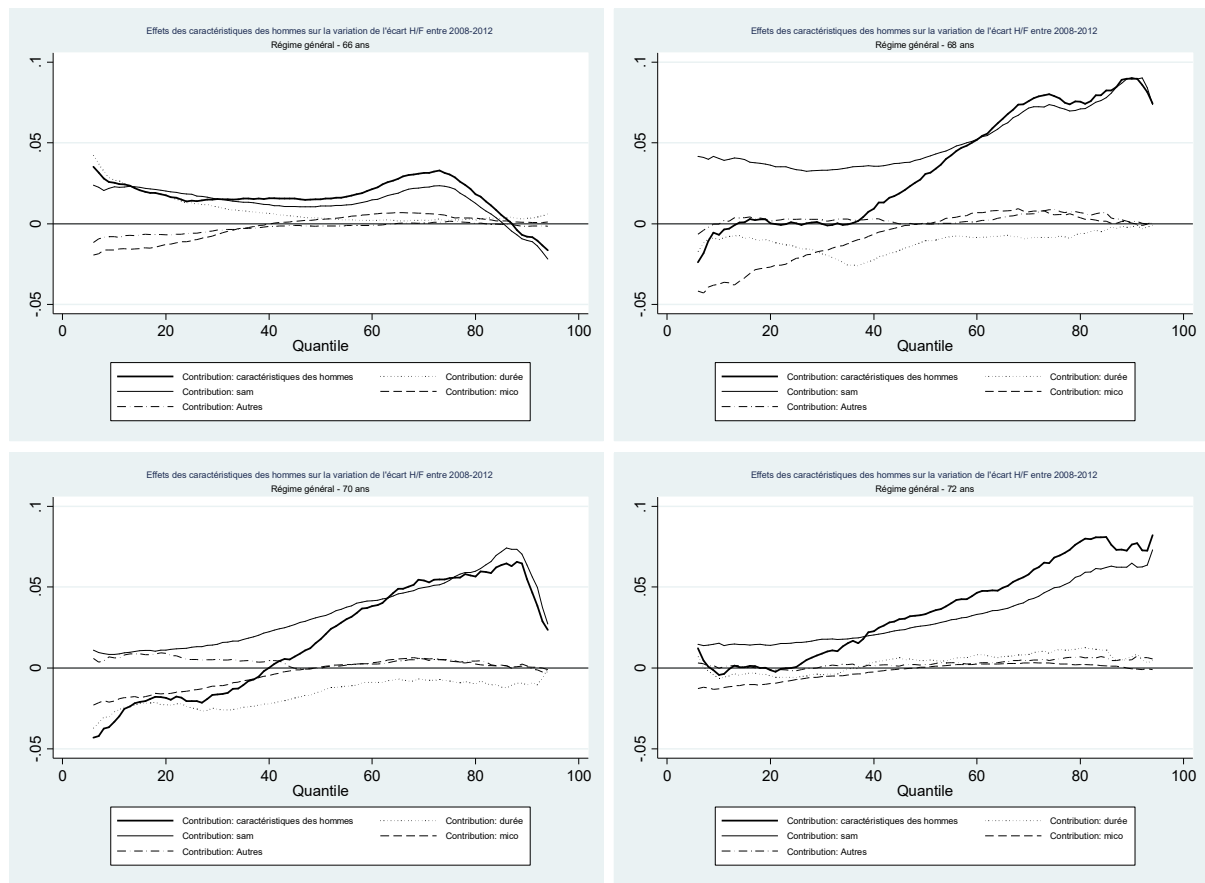 Effets des caractéristiques des hommes sur la variation de l'écart H/F entre 2008-2012
Régime général - 66 ans
.1
.05
0
-.05
0 20 40 60 80 100
Quantile
Contribution: caractéristiques des hommes
Contribution: durée
Contribution: sam
Contribution: mico
Contribution: Autres
Effets des caractéristiques des hommes sur la variation de l'écart H/F entre 2008-2012
Régime général - 68 ans
.1
.05
0
-.05
0 20 40 60 80 100
Quantile
Contribution: caractéristiques des hommes
Contribution: durée
Contribution: sam
Contribution: mico
Contribution: Autres
Effets des caractéristiques des hommes sur la variation de l'écart H/F entre 2008-2012
Régime général - 70 ans
.1
.05
0
-.05
0 20 40 60 80 100
Quantile
Contribution: caractéristiques des hommes
Contribution: durée
Contribution: sam
Contribution: mico
Contribution: Autres
Effets des caractéristiques des hommes sur la variation de l'écart H/F entre 2008-2012
Régime général - 72 ans
.1
.05
0
-.05
0 20 40 60 80 100
Quantile
Contribution: caractéristiques des hommes
Contribution: durée
Contribution: sam
Contribution: mico
Contribution: Autres